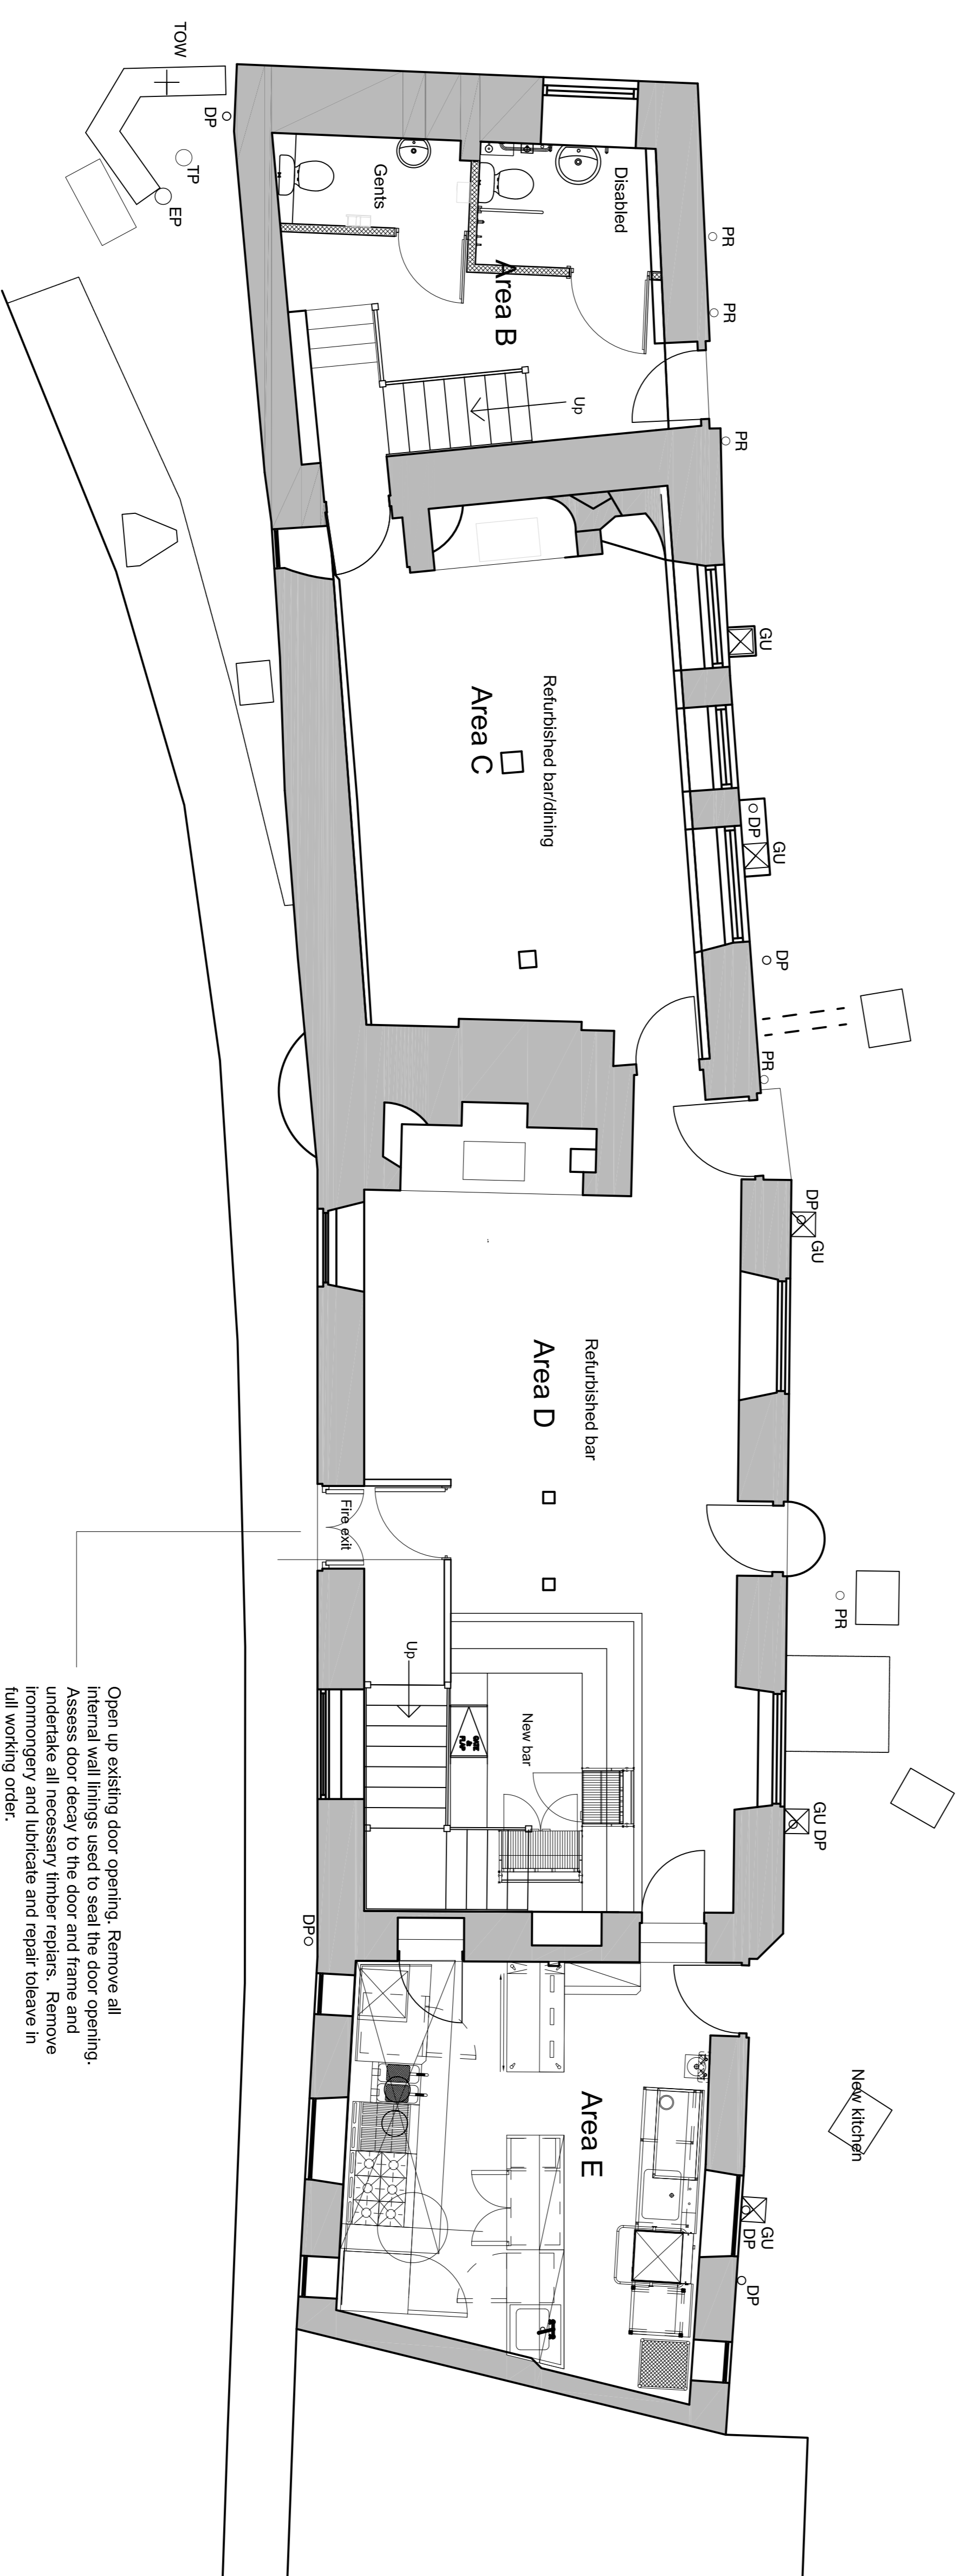 TOW
DP
TP
EP
Gents
Disabled
PR
PR
PR
Area B
Up
GU
Refurbished bar/dining
Area C
DP
GU
DP
PR
DP
GU
Refurbished bar
Area D
Fire exit
PR
Up
New bar
GU DP
DP
Area E
New kitchen
GU
DP
DP
Open up existing door opening. Remove all
internal wall linings used to seal the door opening.
Assess door decay to the door and frame and
undertake all necessary timber repiars. Remove
ironmongery and lubricate and repair toleave in
full working order.